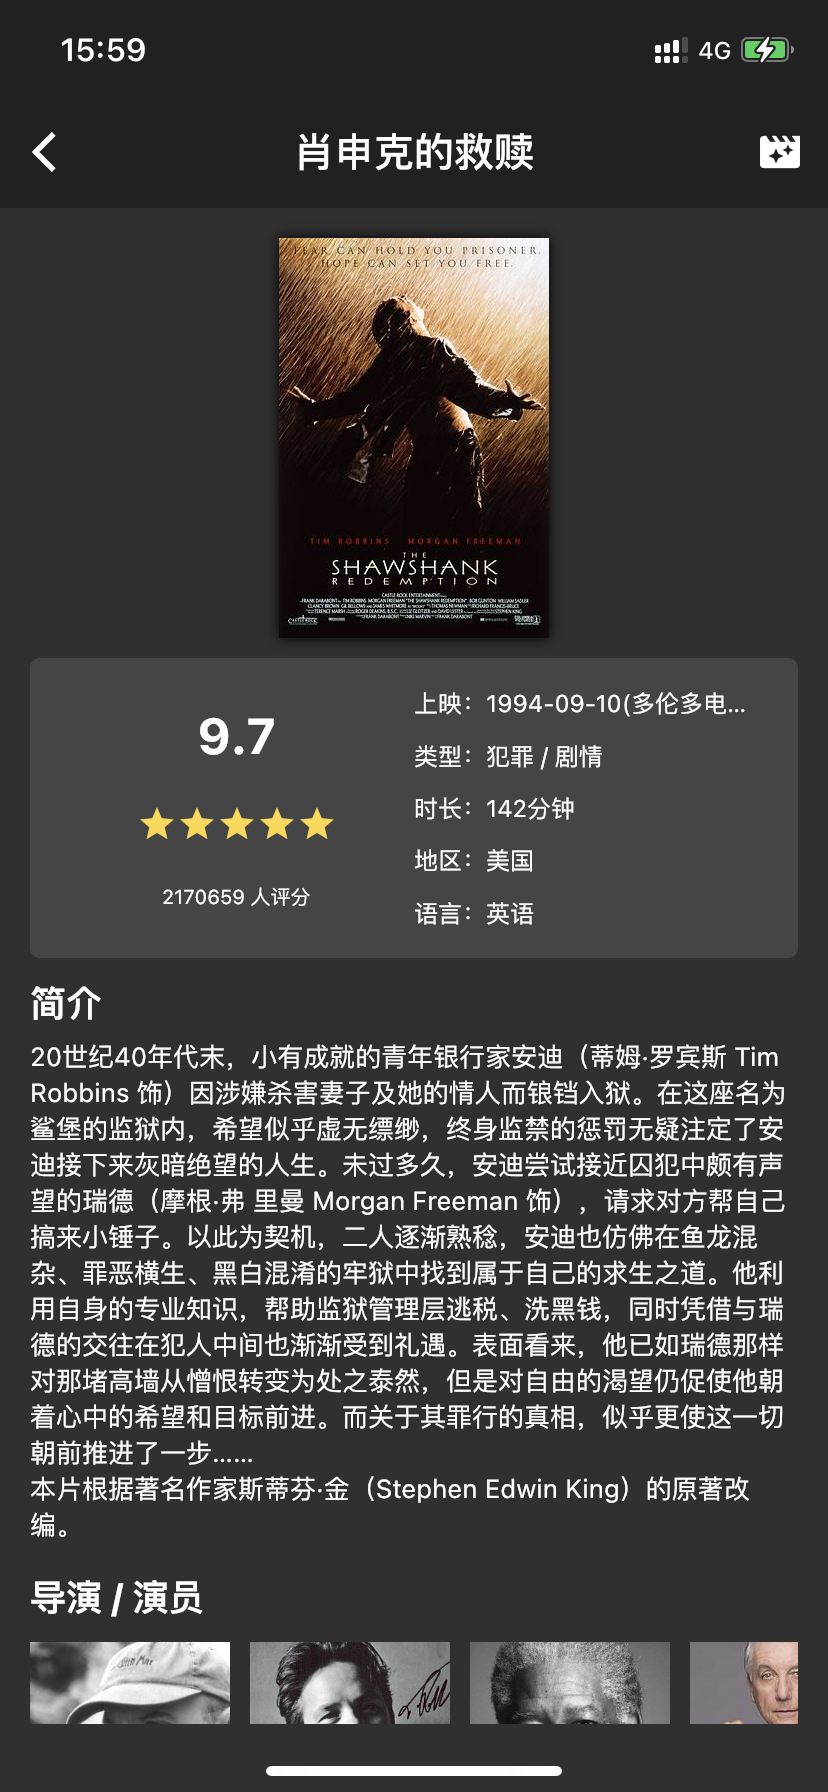 15:59
4G
肖申克的救赎
FEAR CAN HOLD YOU PRISONER.
HOPE CAN SET YOU FREE.
TIM ROBBINS MORGAN FREEMAN
THE
SHAWSHANK
REDEMPTION
9.7
2170659 人评分
上映：1994-09-10(多伦多电...
类型：犯罪 / 剧情
时长：142分钟
地区：美国
语言：英语
简介
20世纪40年代末，小有成就的青年银行家安迪（蒂姆·罗宾斯 Tim
Robbins 饰）因涉嫌杀害妻子及她的情人而锒铛入狱。在这座名为
鲨堡的监狱内，希望似乎虚无缥缈，终身监禁的惩罚无疑注定了安
迪接下来灰暗绝望的人生。未过多久，安迪尝试接近囚犯中颇有声
望的瑞德（摩根·弗 里曼 Morgan Freeman 饰），请求对方帮自己
搞来小锤子。以此为契机，二人逐渐熟稔，安迪也仿佛在鱼龙混
杂、罪恶横生、黑白混淆的牢狱中找到属于自己的求生之道。他利
用自身的专业知识，帮助监狱管理层逃税、洗黑钱，同时凭借与瑞
德的交往在犯人中间也渐渐受到礼遇。表面看来，他已如瑞德那样
对那堵高墙从憎恨转变为处之泰然，但是对自由的渴望仍促使他朝
着心中的希望和目标前进。而关于其罪行的真相，似乎更使这一切
朝前推进了一步……
本片根据著名作家斯蒂芬·金（Stephen Edwin King）的原著改
编。
导演 / 演员